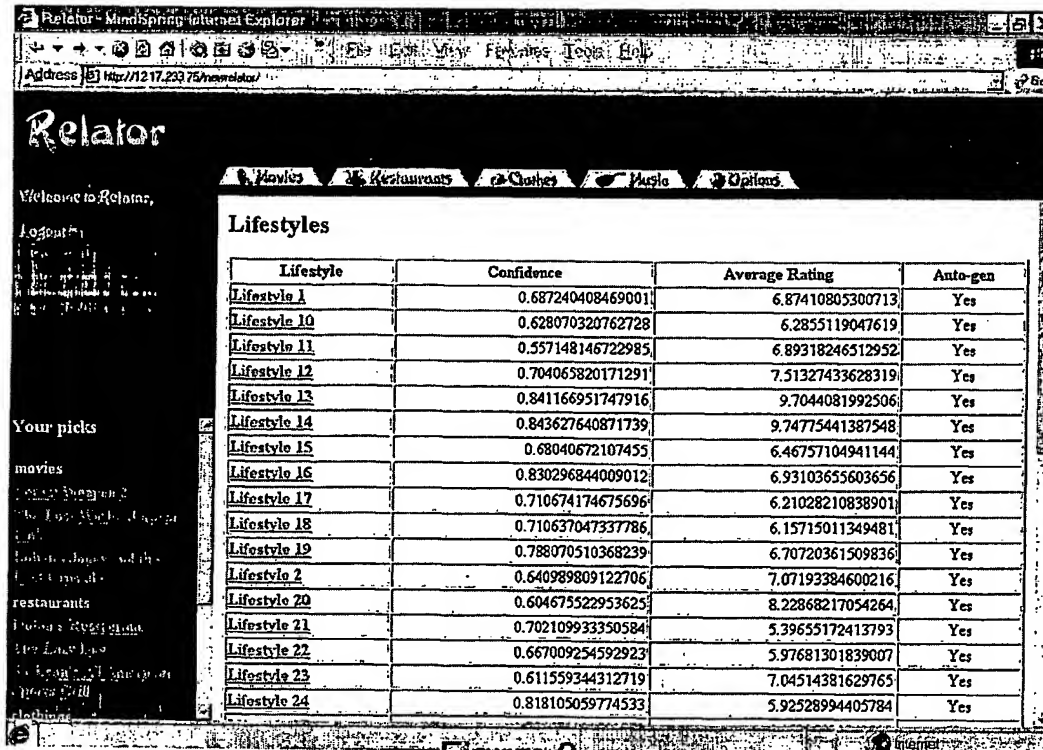 Relator - MindSpring Internet Explorer
File Edit View Favorites Tools Help
Address http://12.17.233.75/newrelator/
Relator
Movies Restaurants Clothes Music Options
Welcome to Relator,
Logout
Lifestyles
Lifestyle Confidence Average Rating Auto-gen
Lifestyle 1 0.687240408469001 6.87410805300713 Yes
Lifestyle 10 0.628070320762728 6.2855119047619 Yes
Lifestyle 11 0.557148146722985 6.89318246512952 Yes
Lifestyle 12 0.704065820171291 7.51327433628319 Yes
Lifestyle 13 0.841166951747916 9.7044081992506 Yes
Lifestyle 14 0.843627640871739 9.74775441387548 Yes
Lifestyle 15 0.68040672107455 6.46757104941144 Yes
Lifestyle 16 0.830296844009012 6.93103655603656 Yes
Lifestyle 17 0.710674174675696 6.21028210838901 Yes
Lifestyle 18 0.710637047337786 6.15715011349481 Yes
Lifestyle 19 0.788070510368239 6.70720361509836 Yes
Lifestyle 2 0.640989809122706 7.07193384600216 Yes
Lifestyle 20 0.604675522953625 8.22868217054264 Yes
Lifestyle 21 0.702109933350584 5.39655172413793 Yes
Lifestyle 22 0.667009254592923 5.97681301839007 Yes
Lifestyle 23 0.611559344312719 7.04514381629765 Yes
Lifestyle 24 0.818105059774533 5.92528994405784 Yes
Your picks
movies
restaurants
clothing
Internet